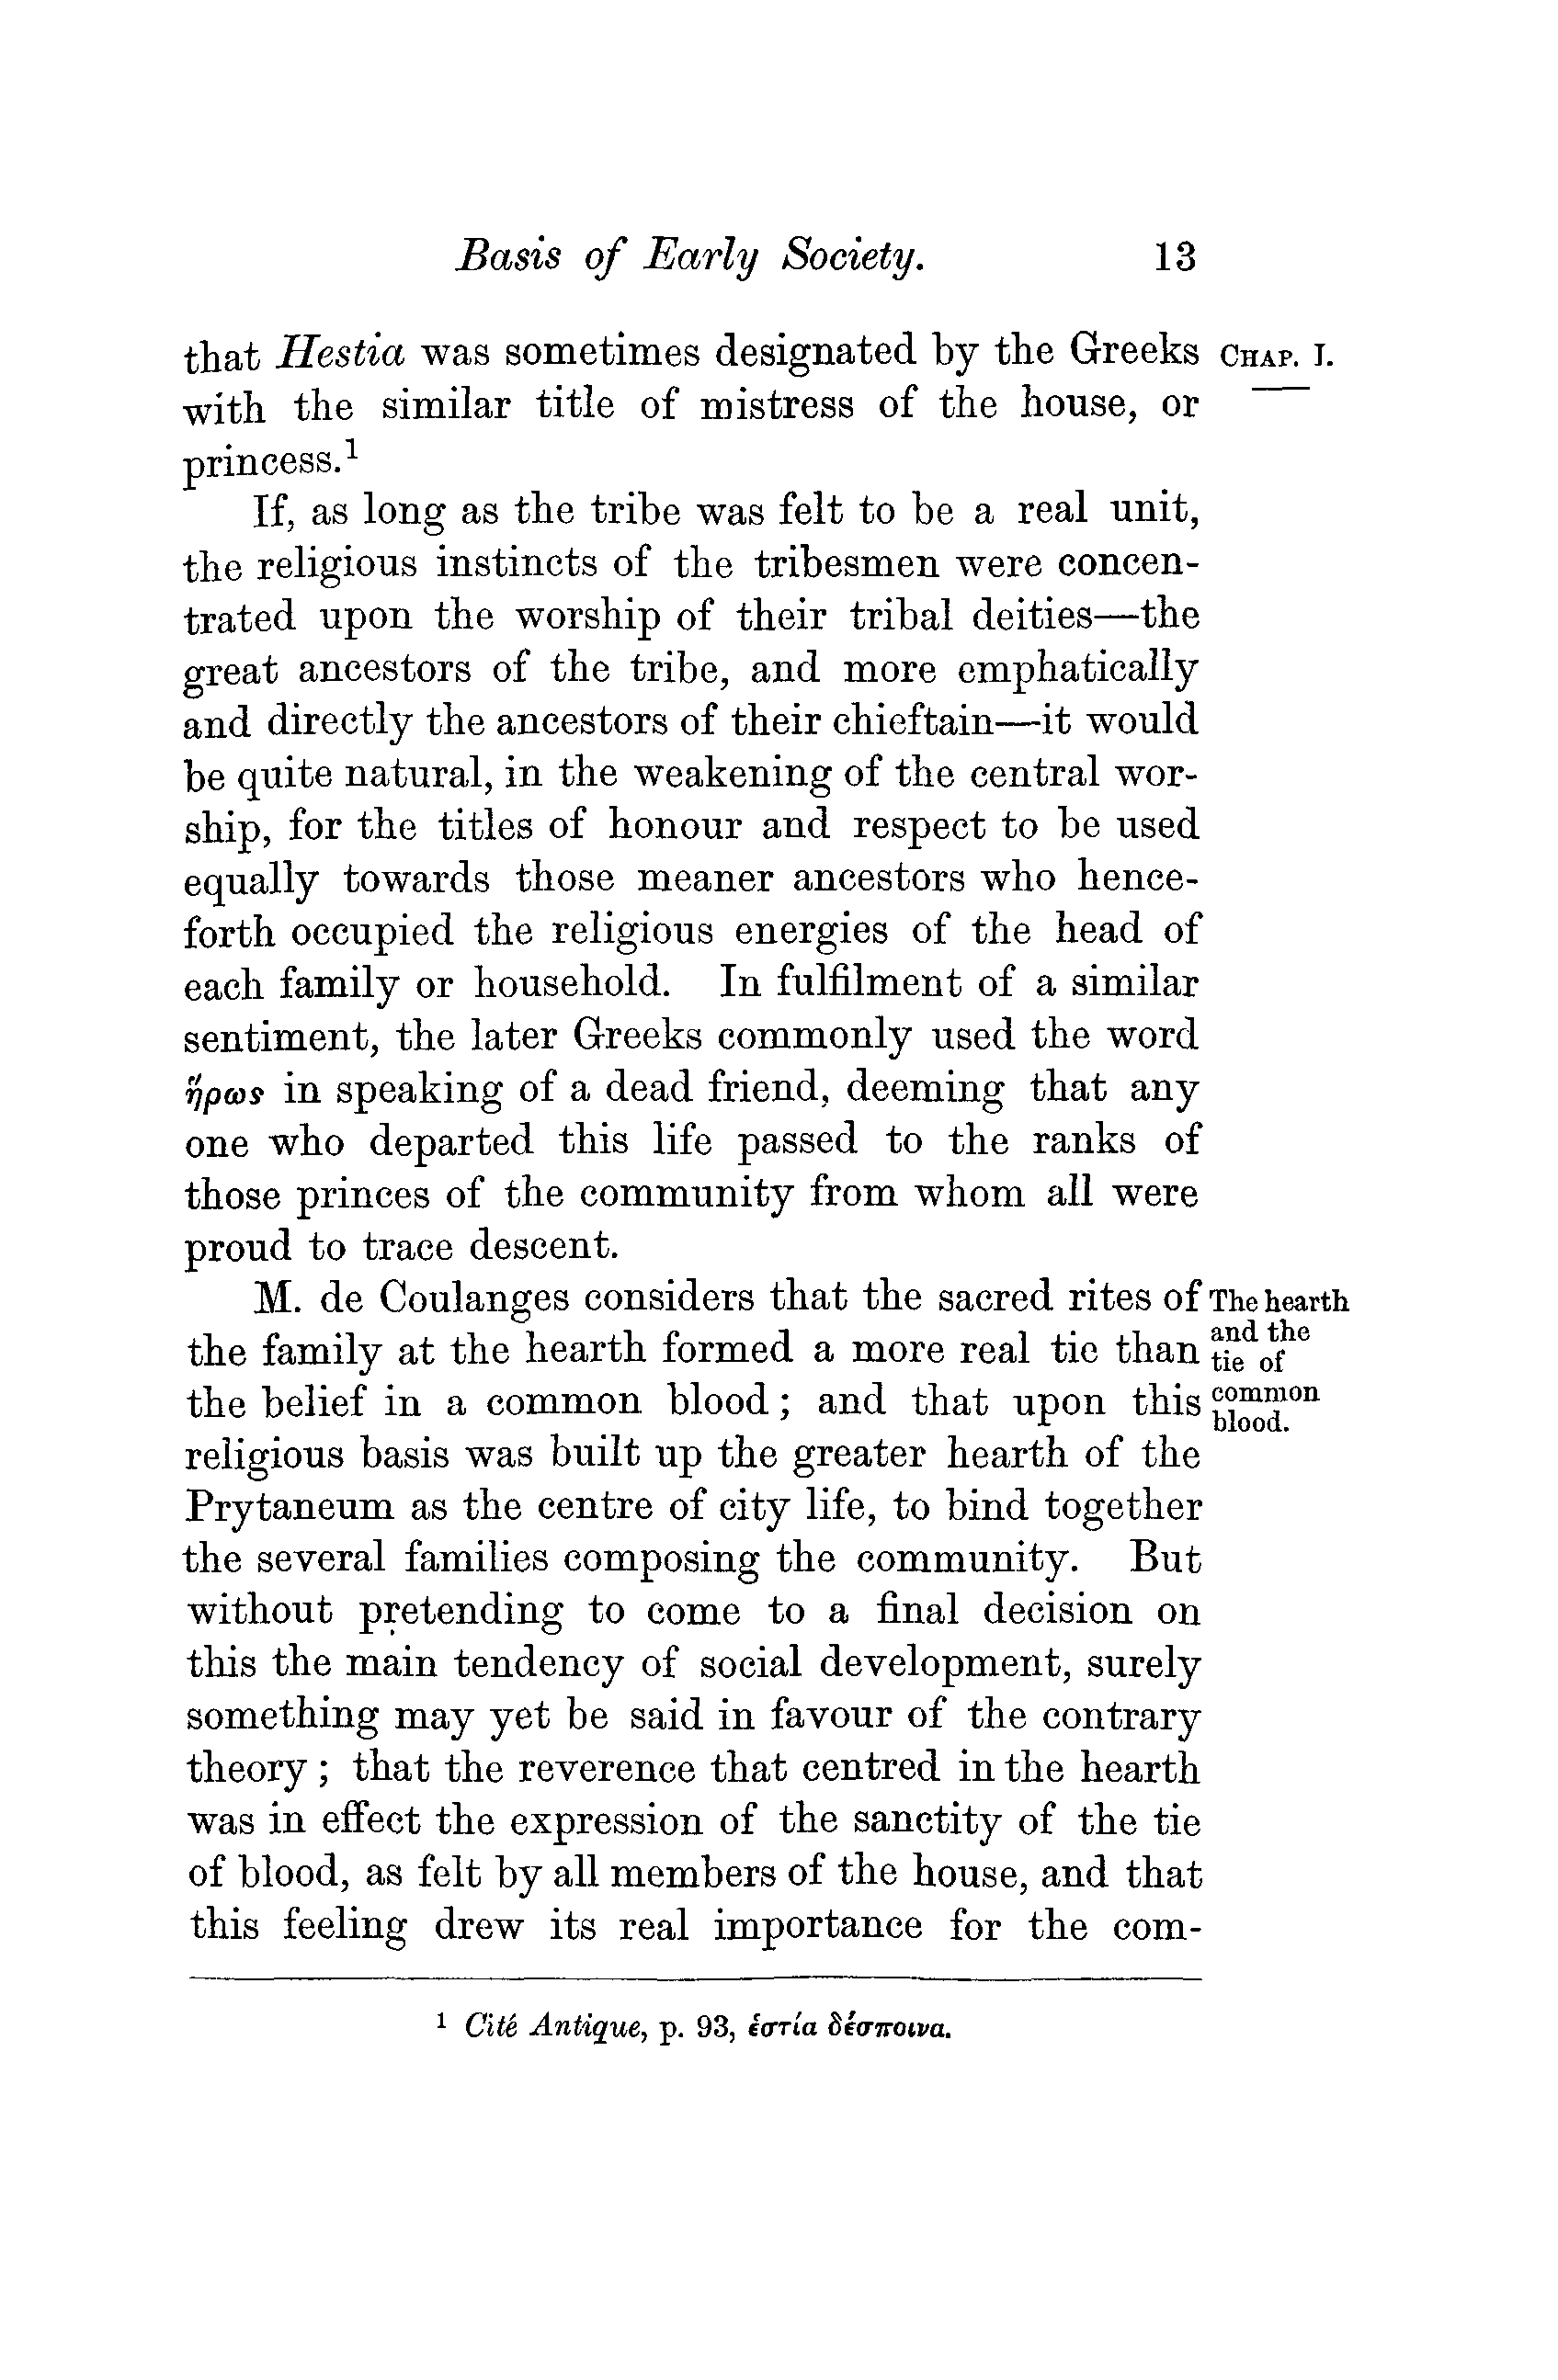 Basis of Early Society. 13
that Hestia was sometimes designated by the Greeks
CHAP. I.
with the similar title of mistress of the house, or
princess.¹
If, as long as the tribe was felt to be a real unit,
the religious instincts of the tribesmen were concen-
trated upon the worship of their tribal deities—the
great ancestors of the tribe, and more emphatically
and directly the ancestors of their chieftain—it would
be quite natural, in the weakening of the central wor-
ship, for the titles of honour and respect to be used
equally towards those meaner ancestors who hence-
forth occupied the religious energies of the head of
each family or household. In fulfilment of a similar
sentiment, the later Greeks commonly used the word
ἥρως in speaking of a dead friend, deeming that any
one who departed this life passed to the ranks of
those princes of the community from whom all were
proud to trace descent.
M. de Coulanges considers that the sacred rites of
the family at the hearth formed a more real tie than
the belief in a common blood; and that upon this
religious basis was built up the greater hearth of the
Prytaneum as the centre of city life, to bind together
the several families composing the community. But
without pretending to come to a final decision on
this the main tendency of social development, surely
something may yet be said in favour of the contrary
theory; that the reverence that centred in the hearth
was in effect the expression of the sanctity of the tie
of blood, as felt by all members of the house, and that
this feeling drew its real importance for the com-
The hearth
and the
tie of
common
blood.
¹ Cité Antique, p. 93, ἑστία δέσποινα.